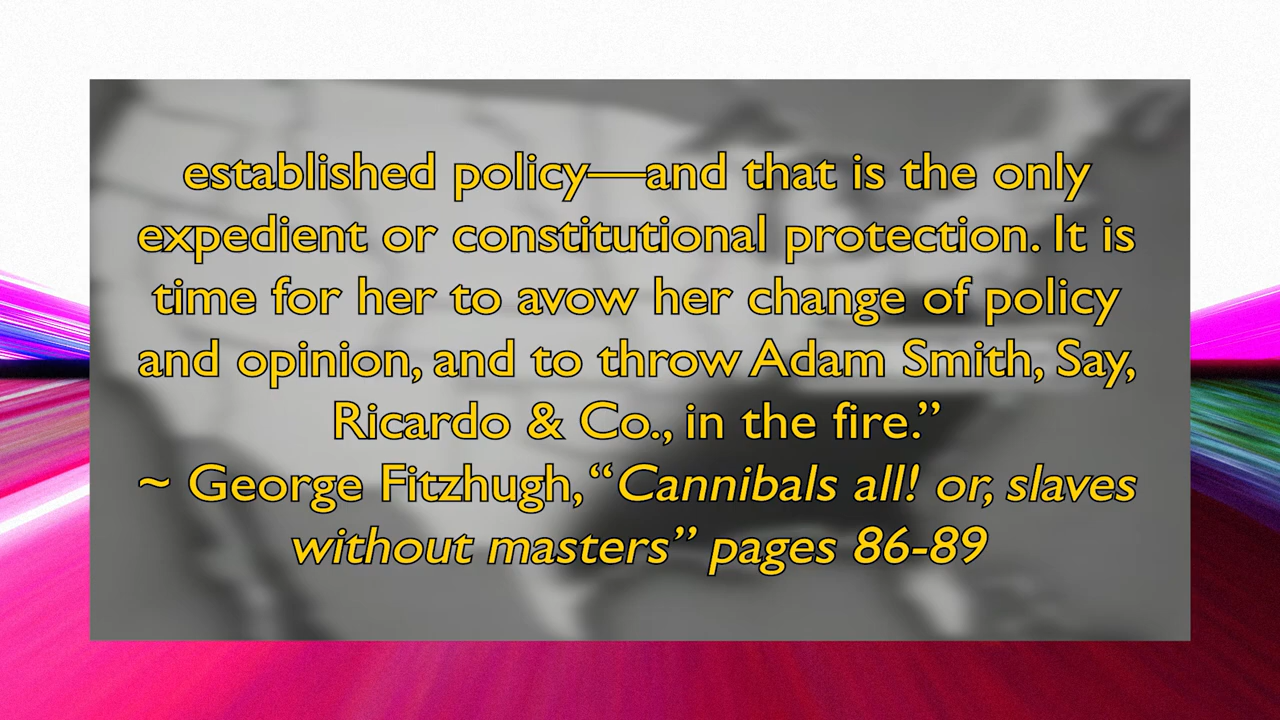 established policy—and that is the only
expedient or constitutional protection. It is
time for her to avow her change of policy
and opinion, and to throw Adam Smith, Say,
Ricardo & Co., in the fire.”
~ George Fitzhugh, “Cannibals all! or, slaves
without masters” pages 86-89